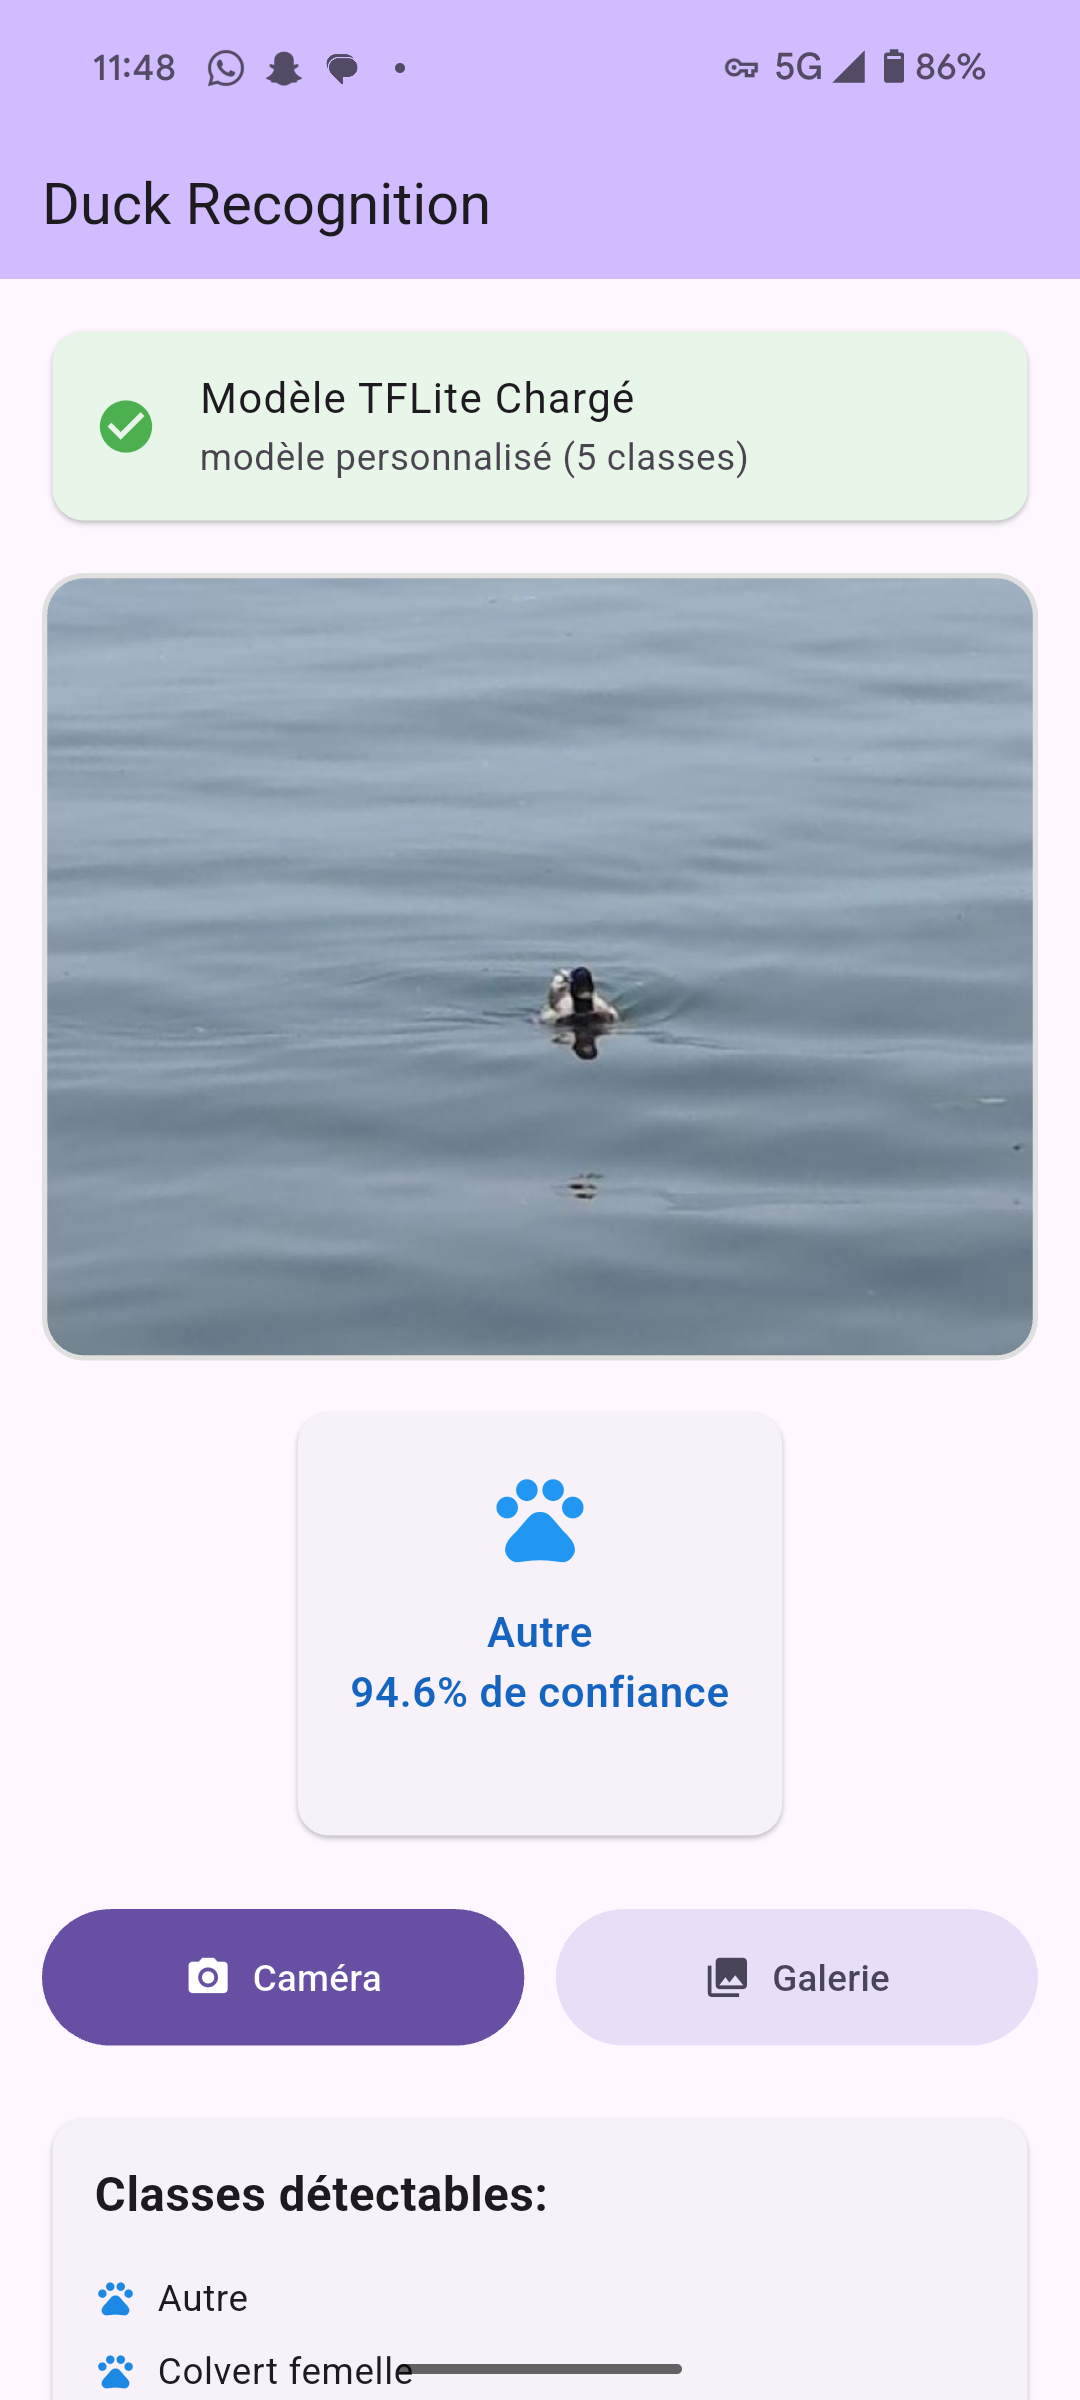 11:48
5G 86%
Duck Recognition
Modèle TFLite Chargé
modèle personnalisé (5 classes)
Autre
94.6% de confiance
Caméra
Galerie
Classes détectables:
Autre
Colvert femelle